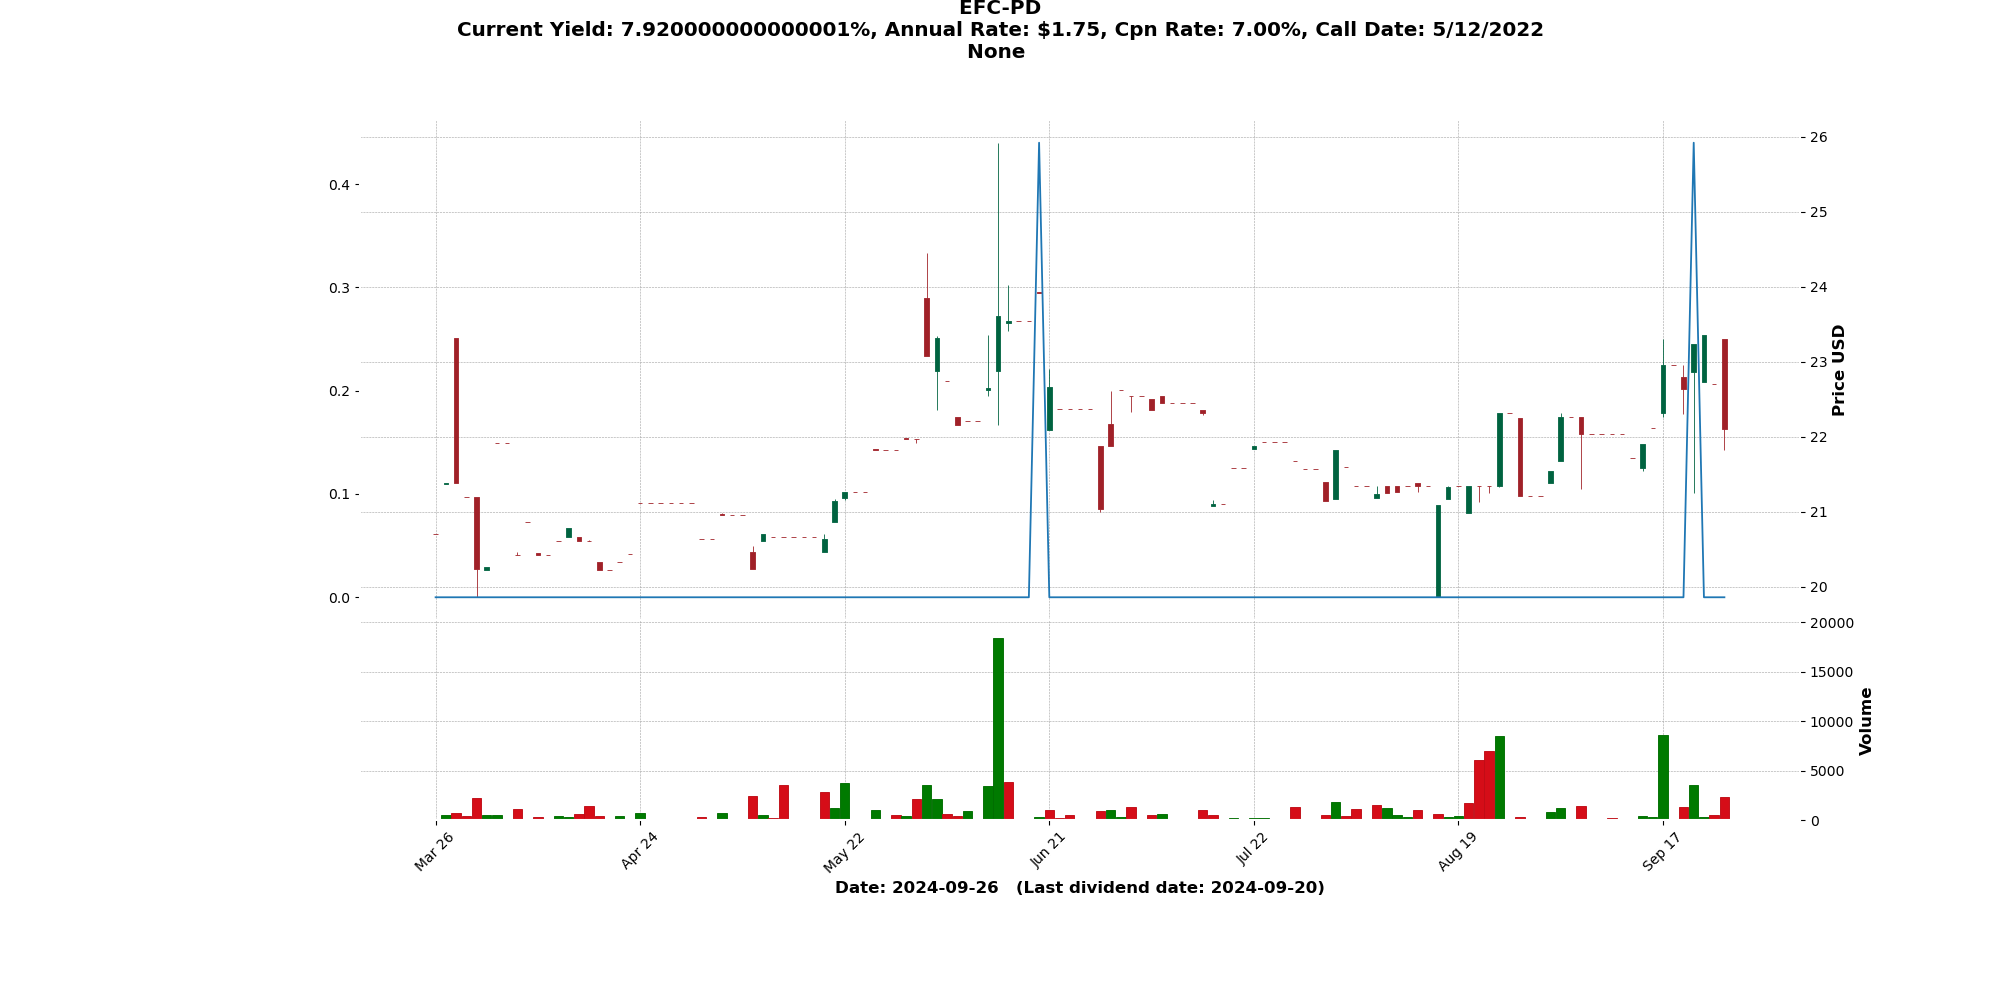 EFC-PD
Current Yield: 7.920000000000001%, Annual Rate: $1.75, Cpn Rate: 7.00%, Call Date: 5/12/2022
None
0.4
0.3
0.2
0.1
0.0
26
25
24
23
22
21
20
Price USD
20000
15000
10000
5000
0
Volume
Mar 26
Apr 24
May 22
Jun 21
Jul 22
Aug 19
Sep 17
Date: 2024-09-26   (Last dividend date: 2024-09-20)